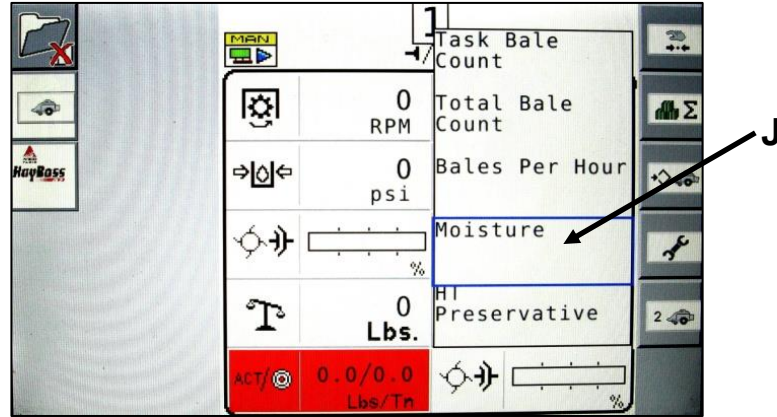 MAN
1
Task Bale
Count
0
RPM
Total Bale
Count
0
psi
Bales Per Hour
%
Moisture
0
Lbs.
HT
Preservative
ACT/
0.0/0.0
Lbs/Tn
%
HayBoss
Σ
2
J